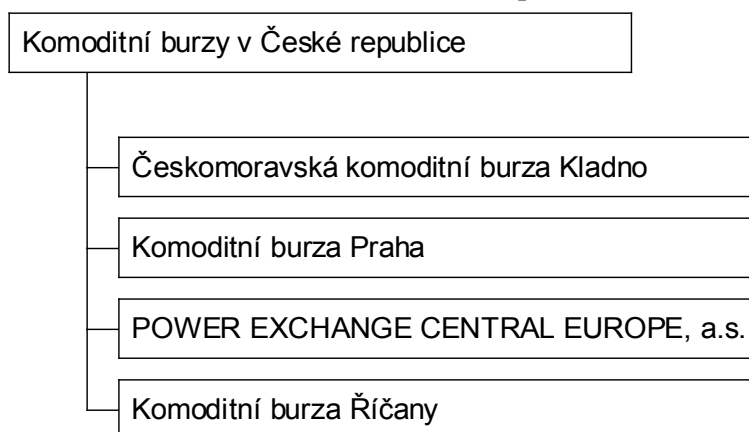 Komoditní burzy v České republice
Českomoravská komoditní burza Kladno
Komoditní burza Praha
POWER EXCHANGE CENTRAL EUROPE, a.s.
Komoditní burza Říčany